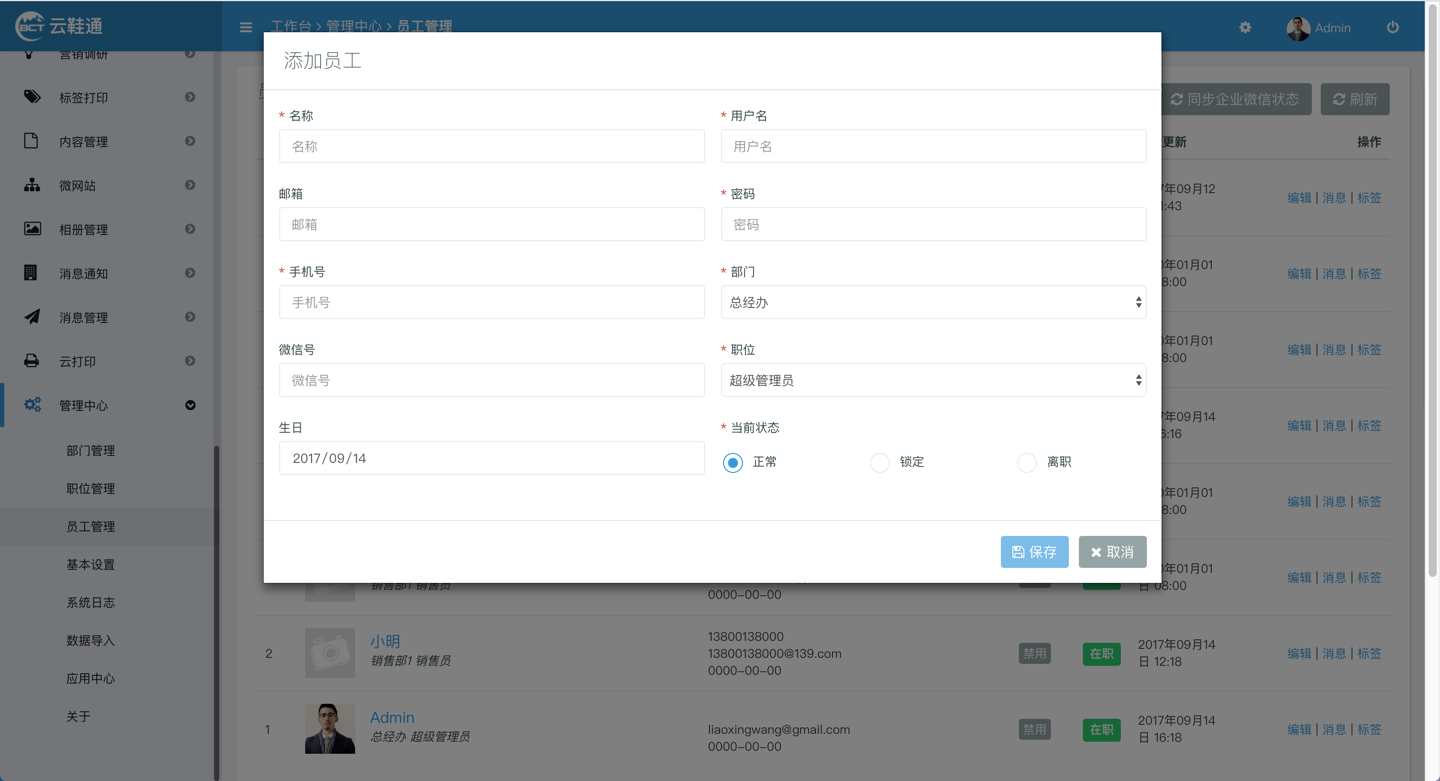 BCT 云鞋通
工作台 > 管理中心 > 员工管理
Admin
营销调研
标签打印
内容管理
微网站
相册管理
消息通知
消息管理
云打印
管理中心
部门管理
职位管理
员工管理
基本设置
系统日志
数据导入
应用中心
关于
添加员工
* 名称
名称
* 用户名
用户名
邮箱
邮箱
* 密码
密码
* 手机号
手机号
* 部门
总经办
微信号
微信号
* 职位
超级管理员
生日
2017/09/14
* 当前状态
正常
锁定
离职
保存
取消
同步企业微信状态
刷新
更新
操作
年09月12
:43
编辑 | 消息 | 标签
年01月01
8:00
编辑 | 消息 | 标签
年01月01
8:00
编辑 | 消息 | 标签
年09月14
6:16
编辑 | 消息 | 标签
年01月01
8:00
编辑 | 消息 | 标签
销售部1 销售员
0000-00-00
年01月01
日 08:00
编辑 | 消息 | 标签
2
小明
销售部1 销售员
13800138000
13800138000@139.com
0000-00-00
禁用
在职
2017年09月14
日 12:18
编辑 | 消息 | 标签
1
Admin
总经办 超级管理员
liaoxingwang@gmail.com
0000-00-00
禁用
在职
2017年09月14
日 16:18
编辑 | 消息 | 标签